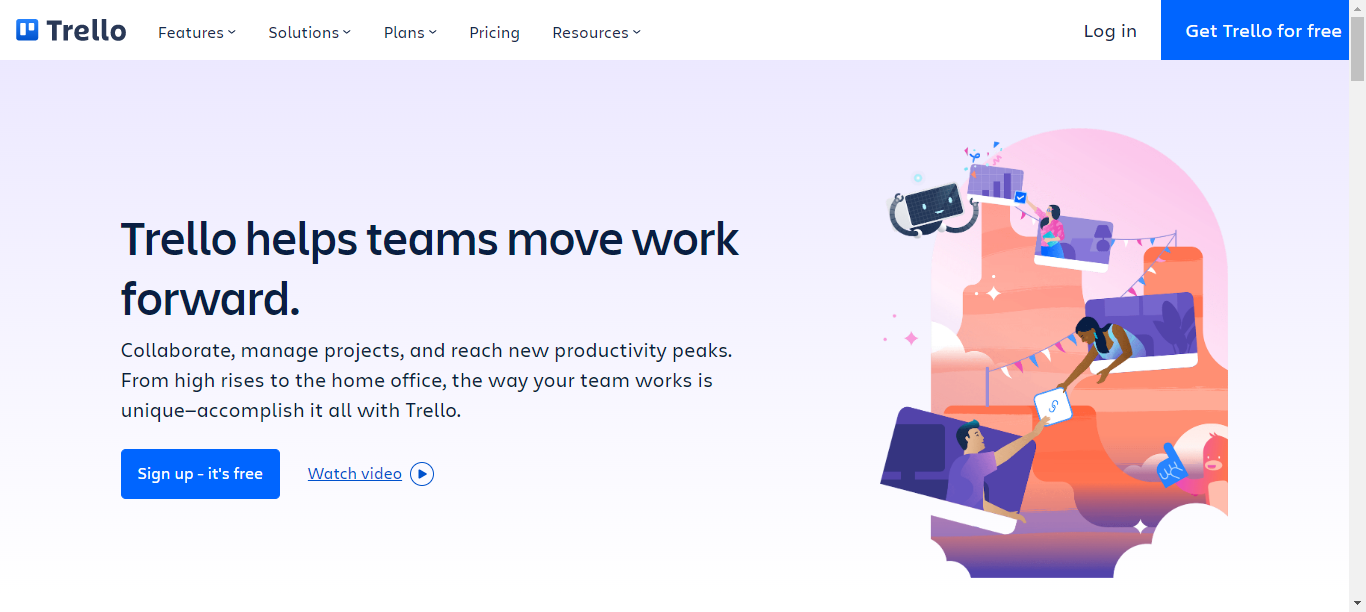 Trello
Features
Solutions
Plans
Pricing
Resources
Log in
Get Trello for free
Trello helps teams move work
forward.
Collaborate, manage projects, and reach new productivity peaks.
From high rises to the home office, the way your team works is
unique—accomplish it all with Trello.
Sign up - it's free
Watch video